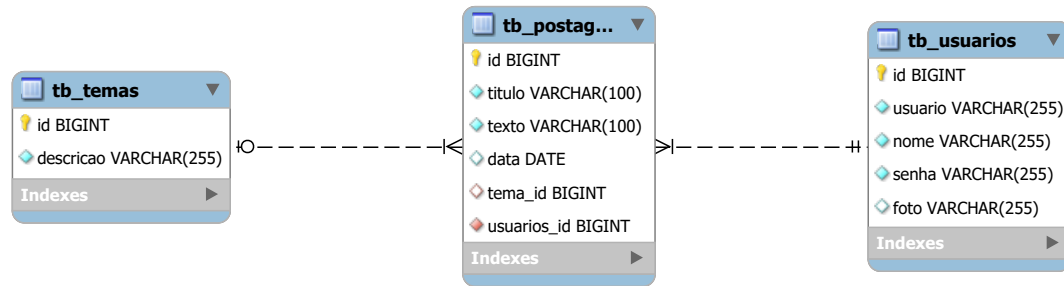 tb_temas
id BIGINT
descricao VARCHAR(255)
Indexes
tb_postag...
id BIGINT
titulo VARCHAR(100)
texto VARCHAR(100)
data DATE
tema_id BIGINT
usuarios_id BIGINT
Indexes
tb_usuarios
id BIGINT
usuario VARCHAR(255)
nome VARCHAR(255)
senha VARCHAR(255)
foto VARCHAR(255)
Indexes